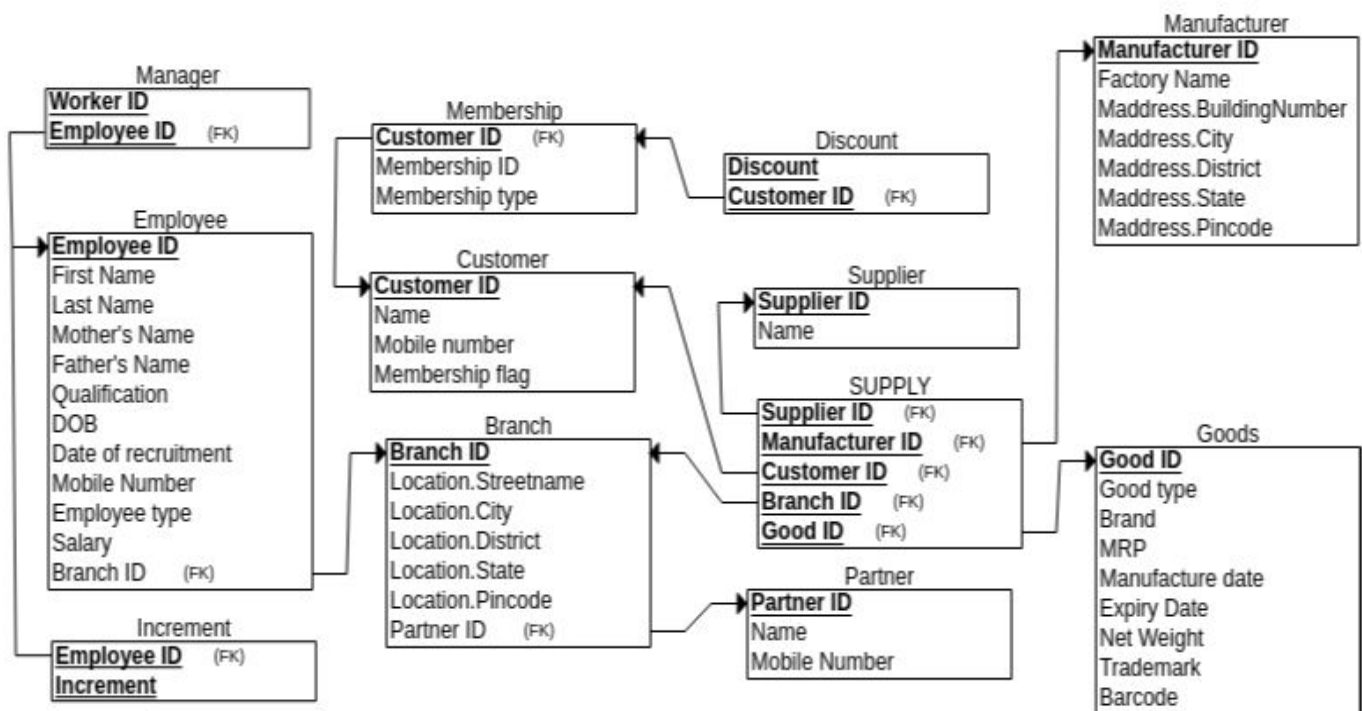 Manager
Worker ID
Employee ID (FK)
Employee
Employee ID
First Name
Last Name
Mother's Name
Father's Name
Qualification
DOB
Date of recruitment
Mobile Number
Employee type
Salary
Branch ID (FK)
Increment
Employee ID (FK)
Increment
Membership
Customer ID (FK)
Membership ID
Membership type
Customer
Customer ID
Name
Mobile number
Membership flag
Branch
Branch ID
Location.Streetname
Location.City
Location.District
Location.State
Location.Pincode
Partner ID (FK)
Discount
Discount
Customer ID (FK)
Supplier
Supplier ID
Name
SUPPLY
Supplier ID (FK)
Manufacturer ID (FK)
Customer ID (FK)
Branch ID (FK)
Good ID (FK)
Partner
Partner ID
Name
Mobile Number
Manufacturer
Manufacturer ID
Factory Name
Maddress.BuildingNumber
Maddress.City
Maddress.District
Maddress.State
Maddress.Pincode
Goods
Good ID
Good type
Brand
MRP
Manufacture date
Expiry Date
Net Weight
Trademark
Barcode